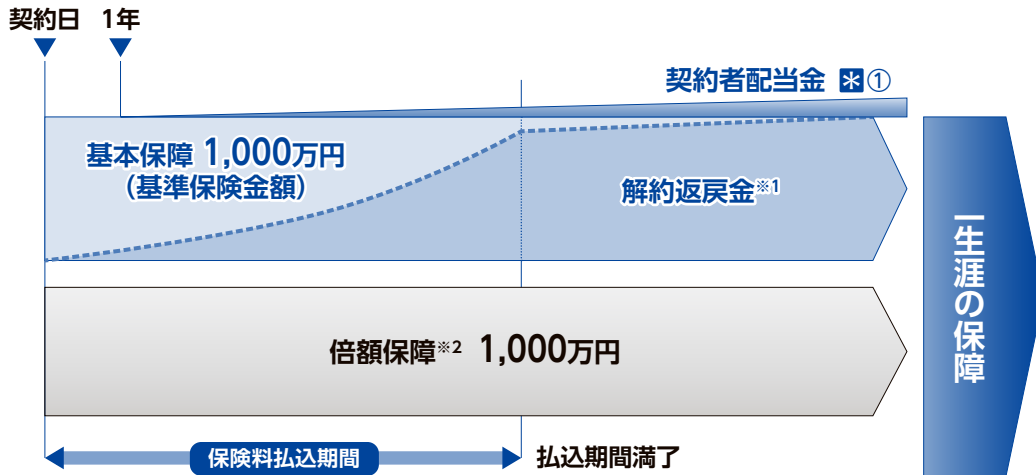 契約日 1年
契約者配当金 *①
基本保障 1,000万円
(基準保険金額)
解約返戻金※1
一生涯の保障
倍額保障※2 1,000万円
保険料払込期間
払込期間満了